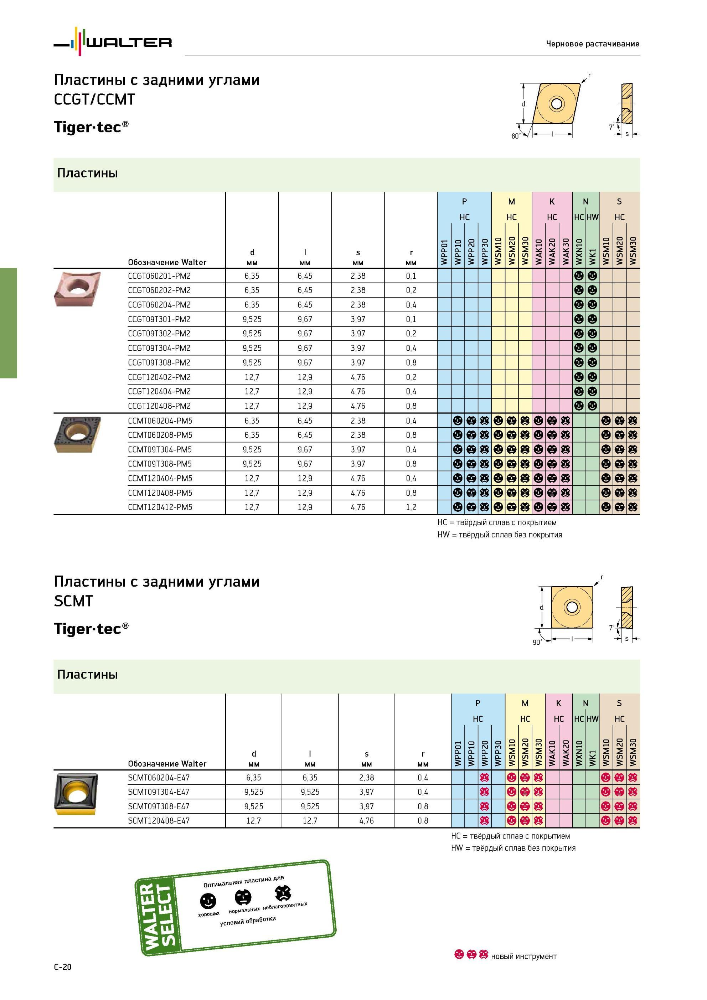 WALTER
Черновое растачивание
Пластины с задними углами
CCGT/CCMT
Tiger·tec®
r
d
80°
l
7°
s
Пластины
P M K N S
HC HC HC HC HW HC
Обозначение Walter d мм l мм s мм r мм WPP01 WPP10 WPP20 WPP30 WSM10 WSM20 WSM30 WAK10 WAK20 WAK30 WXN10 WK1 WSM10 WSM20 WSM30
CCGT060201-PM2 6,35 6,45 2,38 0,1
CCGT060202-PM2 6,35 6,45 2,38 0,2
CCGT060204-PM2 6,35 6,45 2,38 0,4
CCGT09T301-PM2 9,525 9,67 3,97 0,1
CCGT09T302-PM2 9,525 9,67 3,97 0,2
CCGT09T304-PM2 9,525 9,67 3,97 0,4
CCGT09T308-PM2 9,525 9,67 3,97 0,8
CCGT120402-PM2 12,7 12,9 4,76 0,2
CCGT120404-PM2 12,7 12,9 4,76 0,4
CCGT120408-PM2 12,7 12,9 4,76 0,8
CCMT060204-PM5 6,35 6,45 2,38 0,4
CCMT060208-PM5 6,35 6,45 2,38 0,8
CCMT09T304-PM5 9,525 9,67 3,97 0,4
CCMT09T308-PM5 9,525 9,67 3,97 0,8
CCMT120404-PM5 12,7 12,9 4,76 0,4
CCMT120408-PM5 12,7 12,9 4,76 0,8
CCMT120412-PM5 12,7 12,9 4,76 1,2
HC = твёрдый сплав с покрытием
HW = твёрдый сплав без покрытия
Пластины с задними углами
SCMT
Tiger·tec®
r
d
90°
l
7°
s
Пластины
P M K N S
HC HC HC HC HW HC
Обозначение Walter d мм l мм s мм r мм WPP01 WPP10 WPP20 WPP30 WSM10 WSM20 WSM30 WAK10 WAK20 WXN10 WK1 WSM10 WSM20 WSM30
SCMT060204-E47 6,35 6,35 2,38 0,4
SCMT09T304-E47 9,525 9,525 3,97 0,4
SCMT09T308-E47 9,525 9,525 3,97 0,8
SCMT120408-E47 12,7 12,7 4,76 0,8
HC = твёрдый сплав с покрытием
HW = твёрдый сплав без покрытия
WALTER
SELECT
Оптимальная пластина для
хороших нормальных неблагоприятных
условий обработки
новый инструмент
C-20